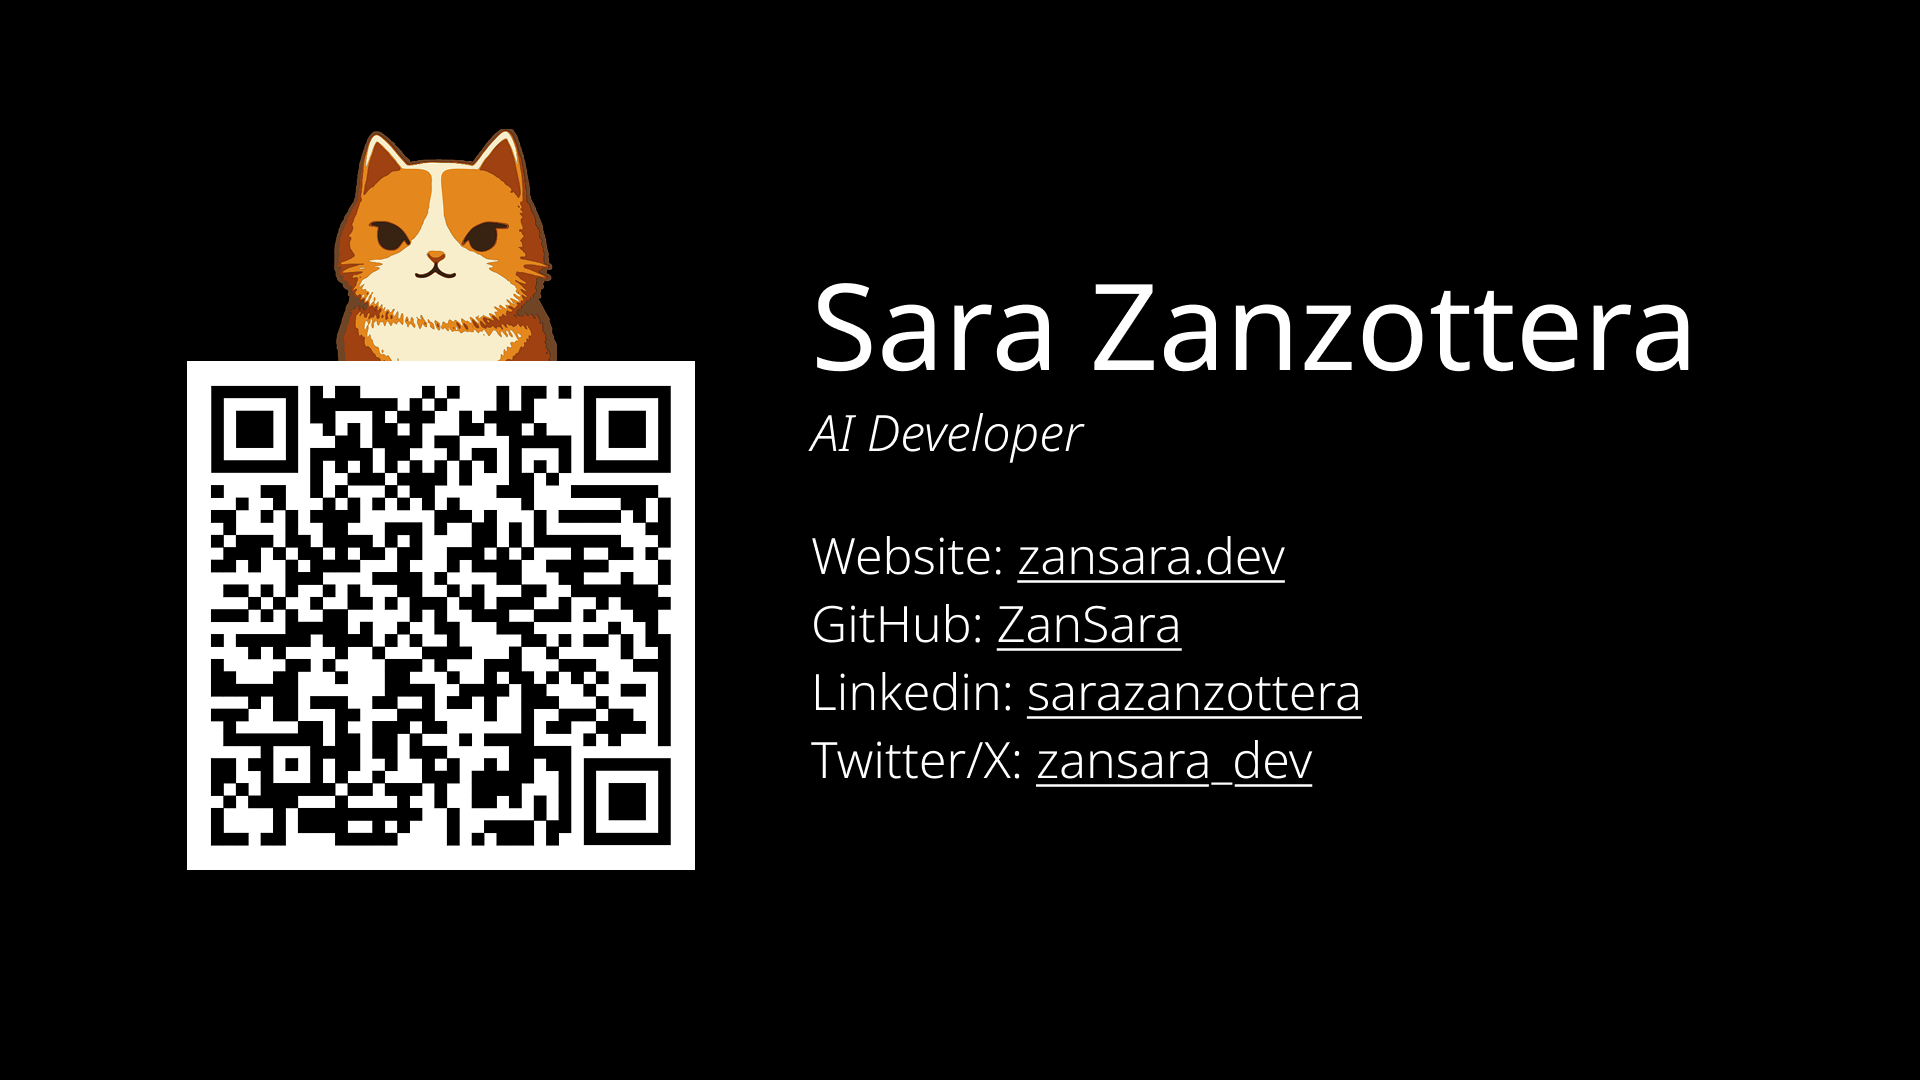 Sara Zanzottera
AI Developer
Website: zansara.dev
GitHub: ZanSara
Linkedin: sarazanzottera
Twitter/X: zansara_dev